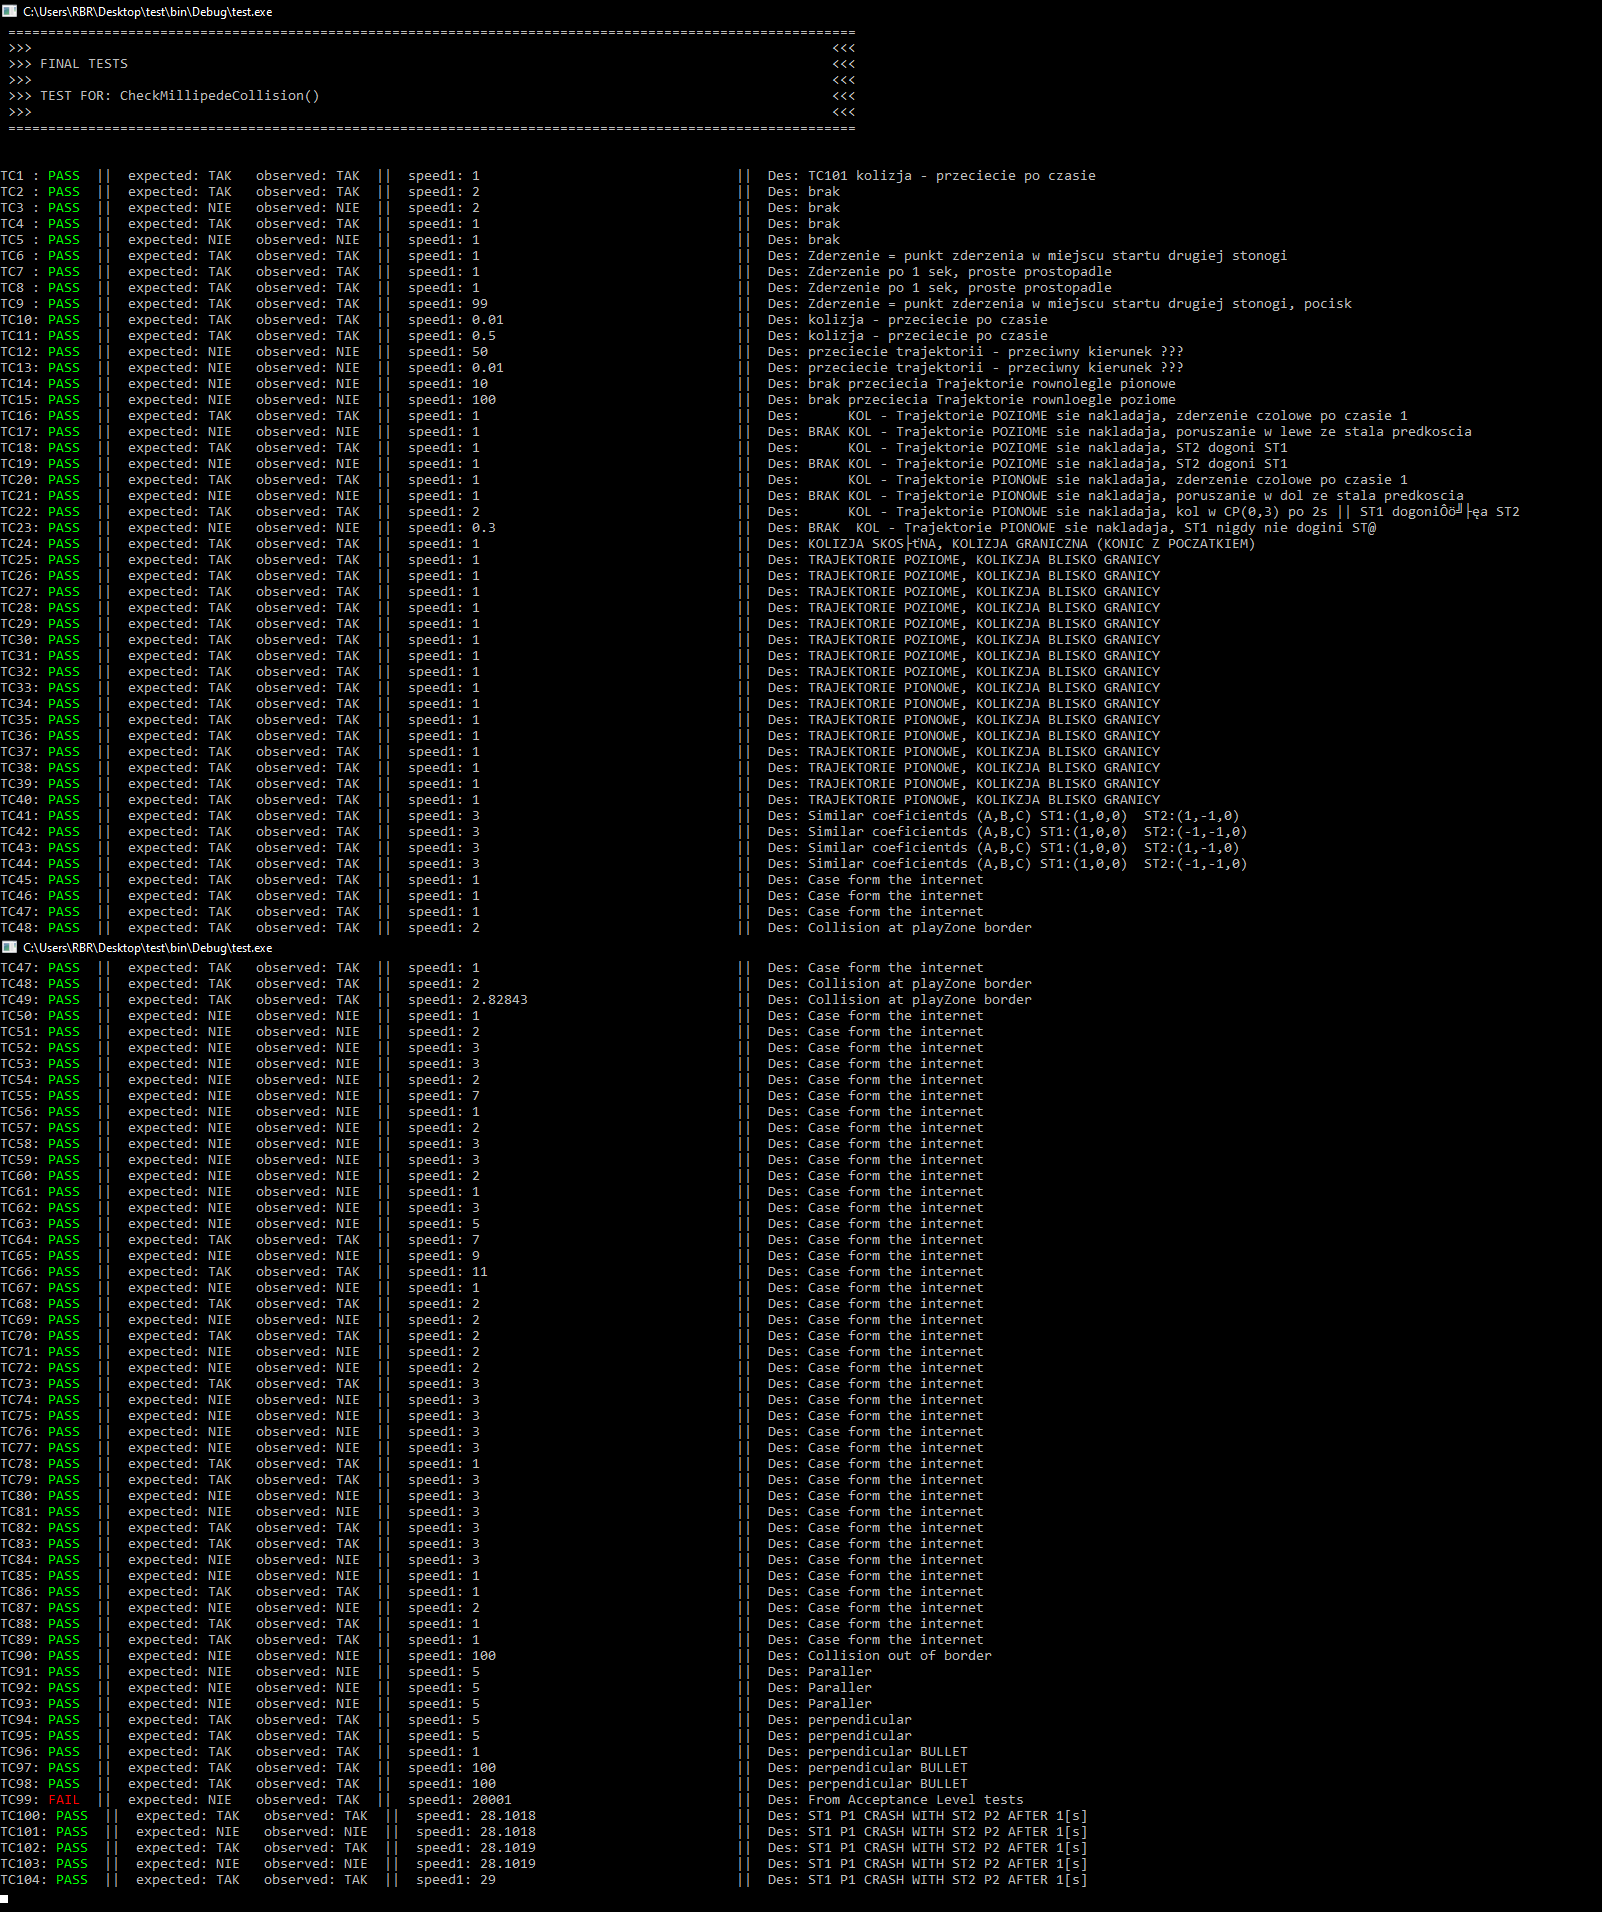 C:\Users\RBR\Desktop\test\bin\Debug\test.exe
==========================================================================================================
>>> <<<
>>> FINAL TESTS <<<
>>> <<<
>>> TEST FOR: CheckMillipedeCollision() <<<
>>> <<<
==========================================================================================================
TC1 : PASS || expected: TAK observed: TAK || speed1: 1 || Des: TC101 kolizja - przeciecie po czasie
TC2 : PASS || expected: TAK observed: TAK || speed1: 2 || Des: brak
TC3 : PASS || expected: NIE observed: NIE || speed1: 2 || Des: brak
TC4 : PASS || expected: TAK observed: TAK || speed1: 1 || Des: brak
TC5 : PASS || expected: NIE observed: NIE || speed1: 1 || Des: brak
TC6 : PASS || expected: TAK observed: TAK || speed1: 1 || Des: Zderzenie = punkt zderzenia w miejscu startu drugiej stonogi
TC7 : PASS || expected: TAK observed: TAK || speed1: 1 || Des: Zderzenie po 1 sek, proste prostopadle
TC8 : PASS || expected: TAK observed: TAK || speed1: 1 || Des: Zderzenie po 1 sek, proste prostopadle
TC9 : PASS || expected: TAK observed: TAK || speed1: 99 || Des: Zderzenie = punkt zderzenia w miejscu startu drugiej stonogi, pocisk
TC10: PASS || expected: TAK observed: TAK || speed1: 0.01 || Des: kolizja - przeciecie po czasie
TC11: PASS || expected: TAK observed: TAK || speed1: 0.5 || Des: kolizja - przeciecie po czasie
TC12: PASS || expected: NIE observed: NIE || speed1: 50 || Des: przeciecie trajektorii - przeciwny kierunek ???
TC13: PASS || expected: NIE observed: NIE || speed1: 0.01 || Des: przeciecie trajektorii - przeciwny kierunek ???
TC14: PASS || expected: NIE observed: NIE || speed1: 10 || Des: brak przeciecia Trajektorie rownolegle pionowe
TC15: PASS || expected: NIE observed: NIE || speed1: 100 || Des: brak przeciecia Trajektorie rownloegle poziome
TC16: PASS || expected: TAK observed: TAK || speed1: 1 || Des: KOL - Trajektorie POZIOME sie nakladaja, zderzenie czolowe po czasie 1
TC17: PASS || expected: NIE observed: NIE || speed1: 1 || Des: BRAK KOL - Trajektorie POZIOME sie nakladaja, poruszanie w lewe ze stala predkoscia
TC18: PASS || expected: TAK observed: TAK || speed1: 1 || Des: KOL - Trajektorie POZIOME sie nakladaja, ST2 dogoni ST1
TC19: PASS || expected: NIE observed: NIE || speed1: 1 || Des: BRAK KOL - Trajektorie POZIOME sie nakladaja, ST2 dogoni ST1
TC20: PASS || expected: TAK observed: TAK || speed1: 1 || Des: KOL - Trajektorie PIONOWE sie nakladaja, zderzenie czolowe po czasie 1
TC21: PASS || expected: NIE observed: NIE || speed1: 1 || Des: BRAK KOL - Trajektorie PIONOWE sie nakladaja, poruszanie w dol ze stala predkoscia
TC22: PASS || expected: TAK observed: TAK || speed1: 2 || Des: KOL - Trajektorie PIONOWE sie nakladaja, kol w CP(0,3) po 2s || ST1 dogoniÔö╝├ęa ST2
TC23: PASS || expected: NIE observed: NIE || speed1: 0.3 || Des: BRAK KOL - Trajektorie PIONOWE sie nakladaja, ST1 nigdy nie dogini ST@
TC24: PASS || expected: TAK observed: TAK || speed1: 1 || Des: KOLIZJA SKOS├ťNA, KOLIZJA GRANICZNA (KONIC Z POCZATKIEM)
TC25: PASS || expected: TAK observed: TAK || speed1: 1 || Des: TRAJEKTORIE POZIOME, KOLIKZJA BLISKO GRANICY
TC26: PASS || expected: TAK observed: TAK || speed1: 1 || Des: TRAJEKTORIE POZIOME, KOLIKZJA BLISKO GRANICY
TC27: PASS || expected: TAK observed: TAK || speed1: 1 || Des: TRAJEKTORIE POZIOME, KOLIKZJA BLISKO GRANICY
TC28: PASS || expected: TAK observed: TAK || speed1: 1 || Des: TRAJEKTORIE POZIOME, KOLIKZJA BLISKO GRANICY
TC29: PASS || expected: TAK observed: TAK || speed1: 1 || Des: TRAJEKTORIE POZIOME, KOLIKZJA BLISKO GRANICY
TC30: PASS || expected: TAK observed: TAK || speed1: 1 || Des: TRAJEKTORIE POZIOME, KOLIKZJA BLISKO GRANICY
TC31: PASS || expected: TAK observed: TAK || speed1: 1 || Des: TRAJEKTORIE POZIOME, KOLIKZJA BLISKO GRANICY
TC32: PASS || expected: TAK observed: TAK || speed1: 1 || Des: TRAJEKTORIE POZIOME, KOLIKZJA BLISKO GRANICY
TC33: PASS || expected: TAK observed: TAK || speed1: 1 || Des: TRAJEKTORIE PIONOWE, KOLIKZJA BLISKO GRANICY
TC34: PASS || expected: TAK observed: TAK || speed1: 1 || Des: TRAJEKTORIE PIONOWE, KOLIKZJA BLISKO GRANICY
TC35: PASS || expected: TAK observed: TAK || speed1: 1 || Des: TRAJEKTORIE PIONOWE, KOLIKZJA BLISKO GRANICY
TC36: PASS || expected: TAK observed: TAK || speed1: 1 || Des: TRAJEKTORIE PIONOWE, KOLIKZJA BLISKO GRANICY
TC37: PASS || expected: TAK observed: TAK || speed1: 1 || Des: TRAJEKTORIE PIONOWE, KOLIKZJA BLISKO GRANICY
TC38: PASS || expected: TAK observed: TAK || speed1: 1 || Des: TRAJEKTORIE PIONOWE, KOLIKZJA BLISKO GRANICY
TC39: PASS || expected: TAK observed: TAK || speed1: 1 || Des: TRAJEKTORIE PIONOWE, KOLIKZJA BLISKO GRANICY
TC40: PASS || expected: TAK observed: TAK || speed1: 1 || Des: TRAJEKTORIE PIONOWE, KOLIKZJA BLISKO GRANICY
TC41: PASS || expected: TAK observed: TAK || speed1: 3 || Des: Similar coeficientds (A,B,C) ST1:(1,0,0) ST2:(1,-1,0)
TC42: PASS || expected: TAK observed: TAK || speed1: 3 || Des: Similar coeficientds (A,B,C) ST1:(1,0,0) ST2:(-1,-1,0)
TC43: PASS || expected: TAK observed: TAK || speed1: 3 || Des: Similar coeficientds (A,B,C) ST1:(1,0,0) ST2:(1,-1,0)
TC44: PASS || expected: TAK observed: TAK || speed1: 3 || Des: Similar coeficientds (A,B,C) ST1:(1,0,0) ST2:(-1,-1,0)
TC45: PASS || expected: TAK observed: TAK || speed1: 1 || Des: Case form the internet
TC46: PASS || expected: TAK observed: TAK || speed1: 1 || Des: Case form the internet
TC47: PASS || expected: TAK observed: TAK || speed1: 1 || Des: Case form the internet
TC48: PASS || expected: TAK observed: TAK || speed1: 2 || Des: Collision at playZone border
C:\Users\RBR\Desktop\test\bin\Debug\test.exe
TC47: PASS || expected: TAK observed: TAK || speed1: 1 || Des: Case form the internet
TC48: PASS || expected: TAK observed: TAK || speed1: 2 || Des: Collision at playZone border
TC49: PASS || expected: TAK observed: TAK || speed1: 2.82843 || Des: Collision at playZone border
TC50: PASS || expected: NIE observed: NIE || speed1: 1 || Des: Case form the internet
TC51: PASS || expected: NIE observed: NIE || speed1: 2 || Des: Case form the internet
TC52: PASS || expected: NIE observed: NIE || speed1: 3 || Des: Case form the internet
TC53: PASS || expected: NIE observed: NIE || speed1: 3 || Des: Case form the internet
TC54: PASS || expected: NIE observed: NIE || speed1: 2 || Des: Case form the internet
TC55: PASS || expected: NIE observed: NIE || speed1: 7 || Des: Case form the internet
TC56: PASS || expected: NIE observed: NIE || speed1: 1 || Des: Case form the internet
TC57: PASS || expected: NIE observed: NIE || speed1: 2 || Des: Case form the internet
TC58: PASS || expected: NIE observed: NIE || speed1: 3 || Des: Case form the internet
TC59: PASS || expected: NIE observed: NIE || speed1: 3 || Des: Case form the internet
TC60: PASS || expected: NIE observed: NIE || speed1: 2 || Des: Case form the internet
TC61: PASS || expected: NIE observed: NIE || speed1: 1 || Des: Case form the internet
TC62: PASS || expected: NIE observed: NIE || speed1: 3 || Des: Case form the internet
TC63: PASS || expected: NIE observed: NIE || speed1: 5 || Des: Case form the internet
TC64: PASS || expected: TAK observed: TAK || speed1: 7 || Des: Case form the internet
TC65: PASS || expected: NIE observed: NIE || speed1: 9 || Des: Case form the internet
TC66: PASS || expected: TAK observed: TAK || speed1: 11 || Des: Case form the internet
TC67: PASS || expected: NIE observed: NIE || speed1: 1 || Des: Case form the internet
TC68: PASS || expected: TAK observed: TAK || speed1: 2 || Des: Case form the internet
TC69: PASS || expected: NIE observed: NIE || speed1: 2 || Des: Case form the internet
TC70: PASS || expected: TAK observed: TAK || speed1: 2 || Des: Case form the internet
TC71: PASS || expected: NIE observed: NIE || speed1: 2 || Des: Case form the internet
TC72: PASS || expected: NIE observed: NIE || speed1: 2 || Des: Case form the internet
TC73: PASS || expected: TAK observed: TAK || speed1: 3 || Des: Case form the internet
TC74: PASS || expected: NIE observed: NIE || speed1: 3 || Des: Case form the internet
TC75: PASS || expected: NIE observed: NIE || speed1: 3 || Des: Case form the internet
TC76: PASS || expected: NIE observed: NIE || speed1: 3 || Des: Case form the internet
TC77: PASS || expected: NIE observed: NIE || speed1: 3 || Des: Case form the internet
TC78: PASS || expected: TAK observed: TAK || speed1: 1 || Des: Case form the internet
TC79: PASS || expected: TAK observed: TAK || speed1: 3 || Des: Case form the internet
TC80: PASS || expected: NIE observed: NIE || speed1: 3 || Des: Case form the internet
TC81: PASS || expected: NIE observed: NIE || speed1: 3 || Des: Case form the internet
TC82: PASS || expected: TAK observed: TAK || speed1: 3 || Des: Case form the internet
TC83: PASS || expected: TAK observed: TAK || speed1: 3 || Des: Case form the internet
TC84: PASS || expected: NIE observed: NIE || speed1: 3 || Des: Case form the internet
TC85: PASS || expected: NIE observed: NIE || speed1: 1 || Des: Case form the internet
TC86: PASS || expected: TAK observed: TAK || speed1: 1 || Des: Case form the internet
TC87: PASS || expected: NIE observed: NIE || speed1: 2 || Des: Case form the internet
TC88: PASS || expected: TAK observed: TAK || speed1: 1 || Des: Case form the internet
TC89: PASS || expected: TAK observed: TAK || speed1: 1 || Des: Case form the internet
TC90: PASS || expected: NIE observed: NIE || speed1: 100 || Des: Collision out of border
TC91: PASS || expected: NIE observed: NIE || speed1: 5 || Des: Paraller
TC92: PASS || expected: NIE observed: NIE || speed1: 5 || Des: Paraller
TC93: PASS || expected: NIE observed: NIE || speed1: 5 || Des: Paraller
TC94: PASS || expected: TAK observed: TAK || speed1: 5 || Des: perpendicular
TC95: PASS || expected: TAK observed: TAK || speed1: 5 || Des: perpendicular
TC96: PASS || expected: TAK observed: TAK || speed1: 1 || Des: perpendicular BULLET
TC97: PASS || expected: TAK observed: TAK || speed1: 100 || Des: perpendicular BULLET
TC98: PASS || expected: TAK observed: TAK || speed1: 100 || Des: perpendicular BULLET
TC99: FAIL || expected: NIE observed: TAK || speed1: 20001 || Des: From Acceptance Level tests
TC100: PASS || expected: TAK observed: TAK || speed1: 28.1018 || Des: ST1 P1 CRASH WITH ST2 P2 AFTER 1[s]
TC101: PASS || expected: NIE observed: NIE || speed1: 28.1018 || Des: ST1 P1 CRASH WITH ST2 P2 AFTER 1[s]
TC102: PASS || expected: TAK observed: TAK || speed1: 28.1019 || Des: ST1 P1 CRASH WITH ST2 P2 AFTER 1[s]
TC103: PASS || expected: NIE observed: NIE || speed1: 28.1019 || Des: ST1 P1 CRASH WITH ST2 P2 AFTER 1[s]
TC104: PASS || expected: TAK observed: TAK || speed1: 29 || Des: ST1 P1 CRASH WITH ST2 P2 AFTER 1[s]